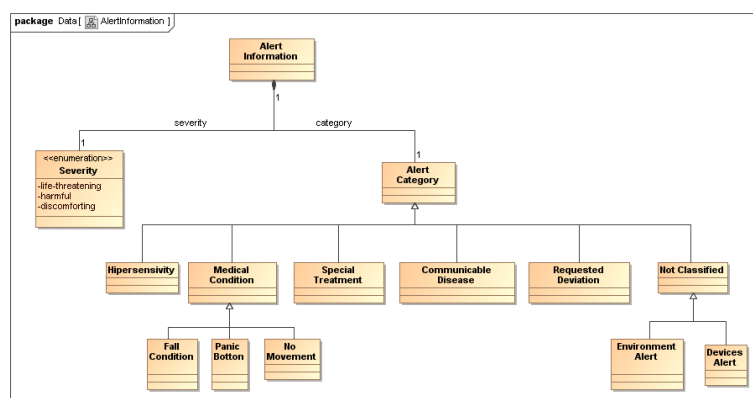 package Data [ AlertInformation ]
Alert
Information
1
severity
category
1
1
<<enumeration>>
Severity
-life-threatening
-harmful
-discomforting
Alert
Category
Hipersensivity
Medical
Condition
Special
Treatment
Communicable
Disease
Requested
Deviation
Not Classified
Fall
Condition
Panic
Botton
No
Movement
Environment
Alert
Devices
Alert